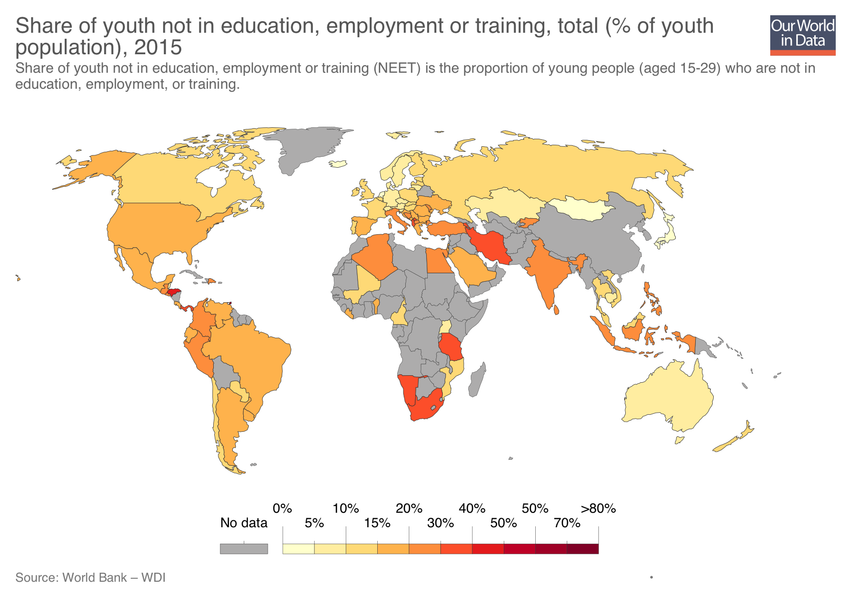 Share of youth not in education, employment or training, total (% of youth
population), 2015
Our World
in Data
Share of youth not in education, employment or training (NEET) is the proportion of young people (aged 15-29) who are not in
education, employment, or training.
0% 10% 20% 40% 50% >80%
No data 5% 15% 30% 50% 70%
Source: World Bank – WDI